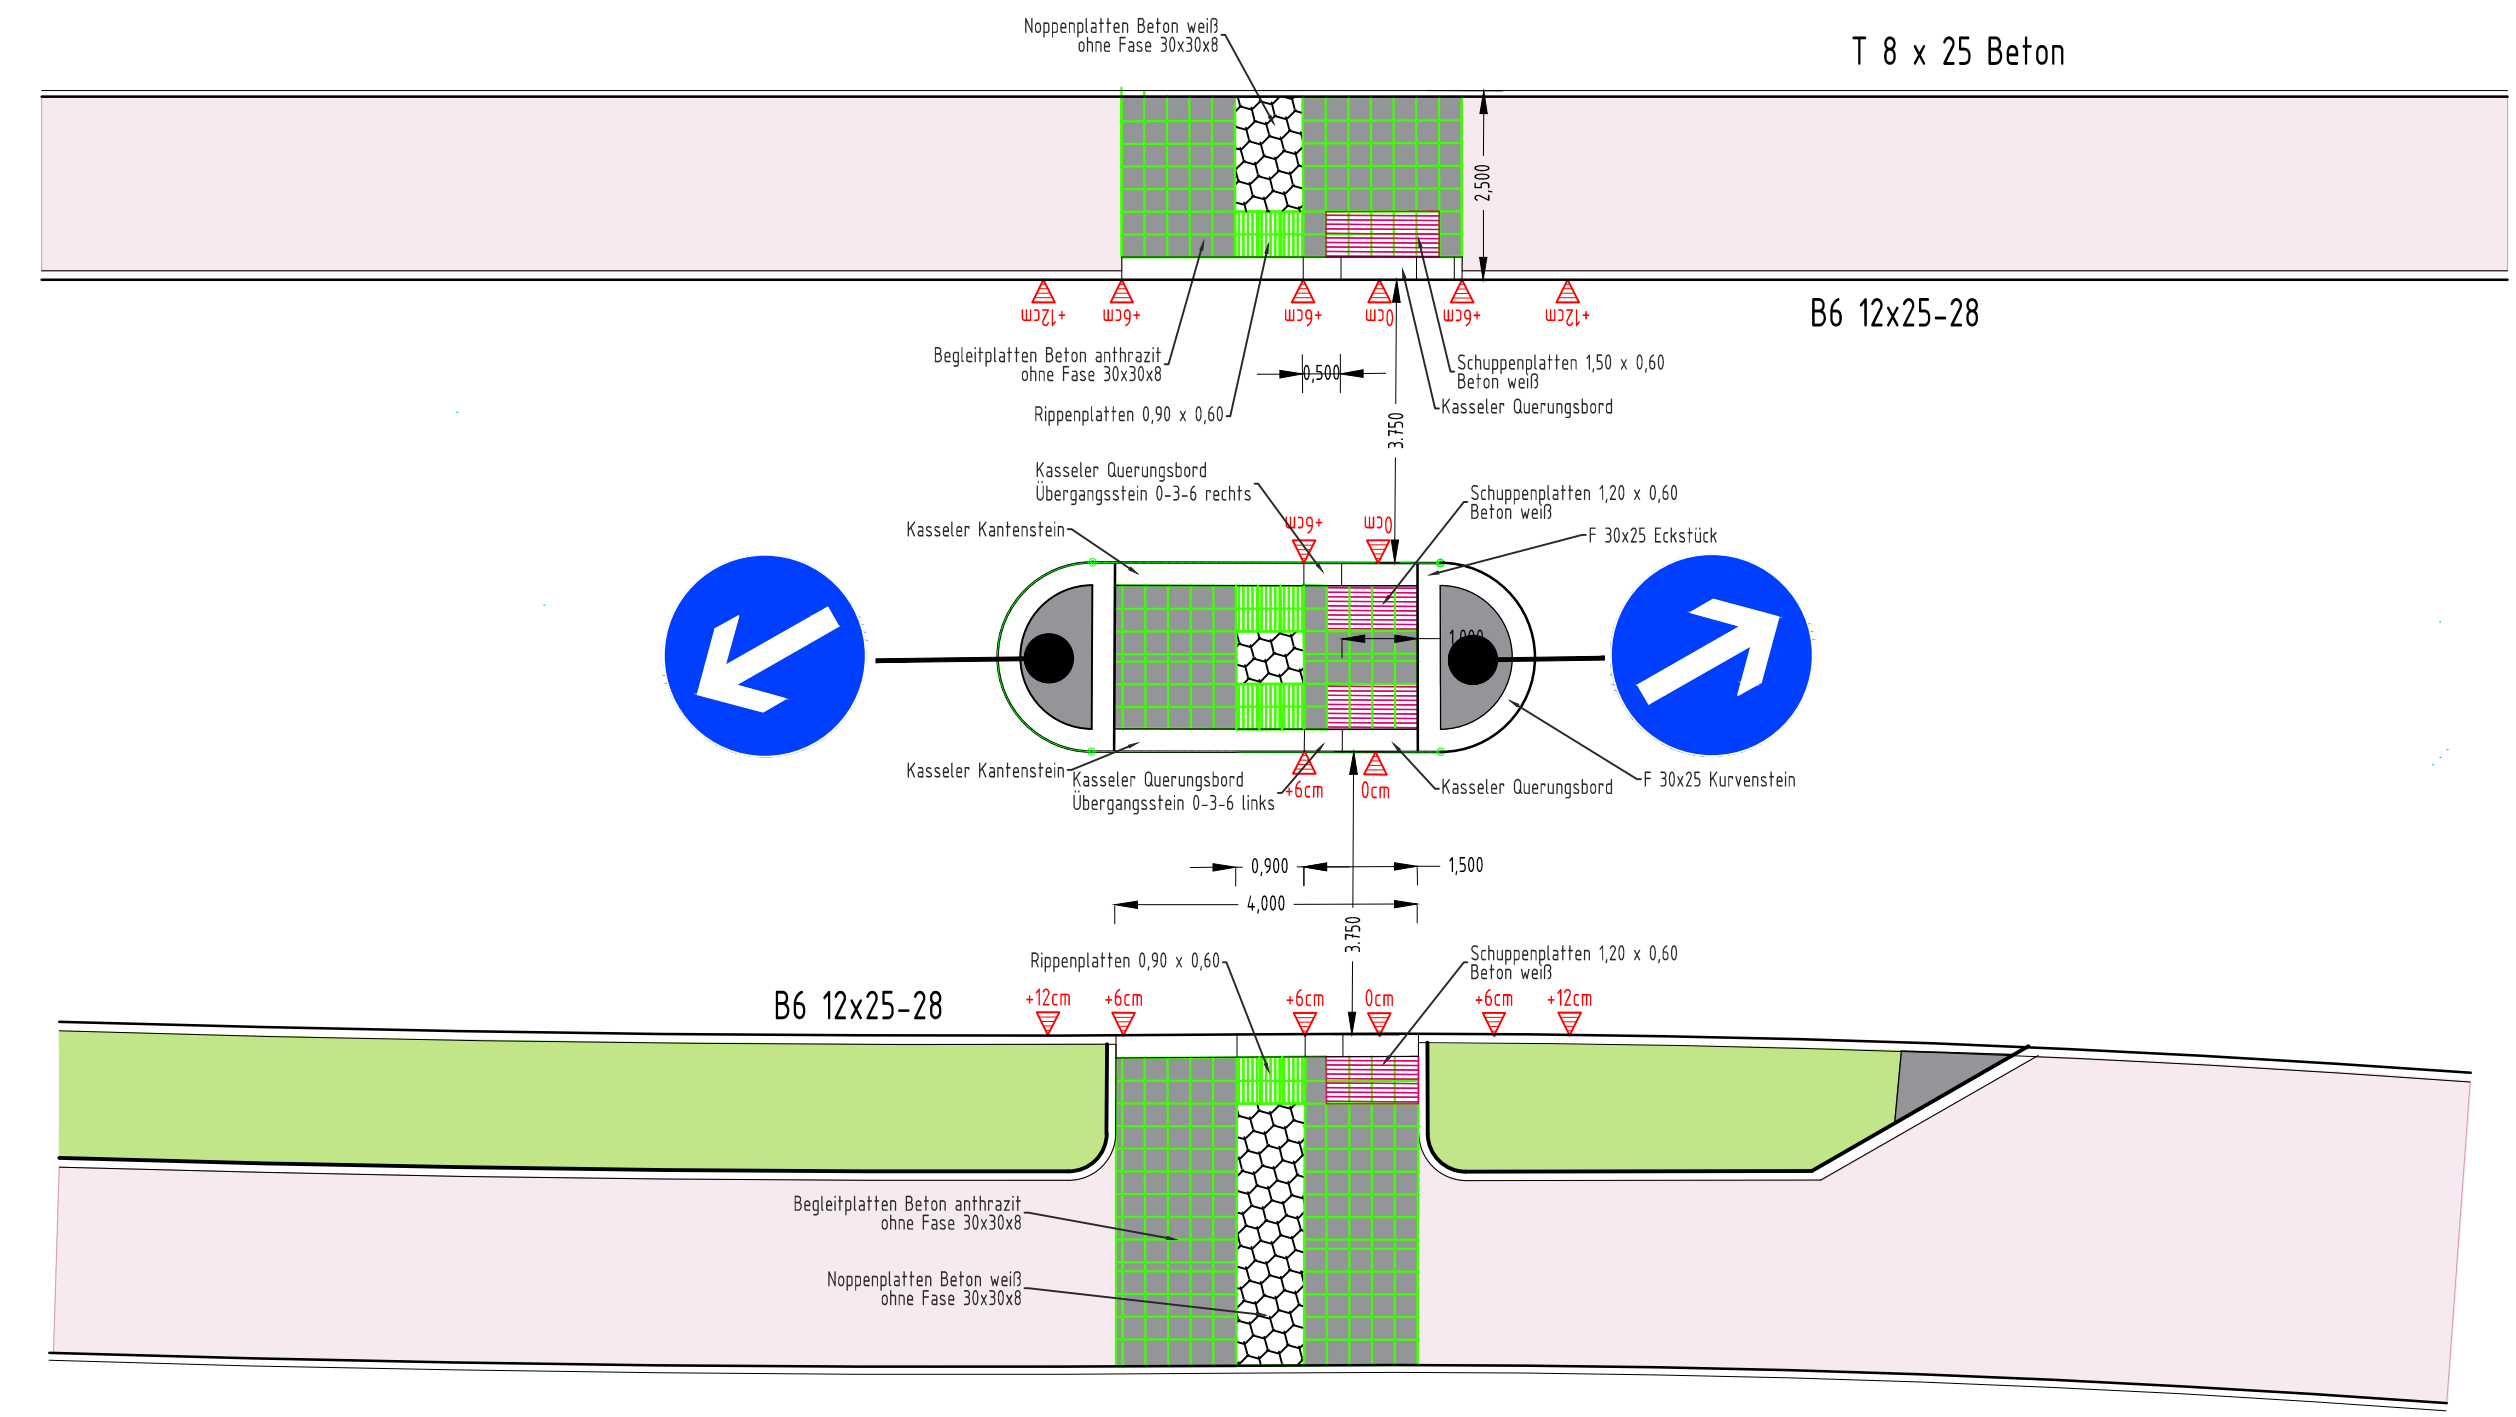 Noppenplatten Beton weiß
ohne Fase 30x30x8
T 8 x 25 Beton
2,500
+12cm
+6cm
+6cm
0cm
+6cm
+12cm
B6 12x25-28
Begleitplatten Beton anthrazit
ohne Fase 30x30x8
0,500
Schuppenplatten 1,50 x 0,60
Beton weiß
Rippenplatten 0,90 x 0,60
Kasseler Querungsbord
3.750
Kasseler Querungsbord
Übergangsstein 0-3-6 rechts
Schuppenplatten 1,20 x 0,60
Beton weiß
Kasseler Kantenstein
+6cm
0cm
F 30x25 Eckstück
1,000
Kasseler Kantenstein
Kasseler Querungsbord
Übergangsstein 0-3-6 links
+6cm
0cm
Kasseler Querungsbord
F 30x25 Kurvenstein
0,900
1,500
4,000
3.750
Rippenplatten 0,90 x 0,60
Schuppenplatten 1,20 x 0,60
Beton weiß
B6 12x25-28
+12cm
+6cm
+6cm
0cm
+6cm
+12cm
Begleitplatten Beton anthrazit
ohne Fase 30x30x8
Noppenplatten Beton weiß
ohne Fase 30x30x8